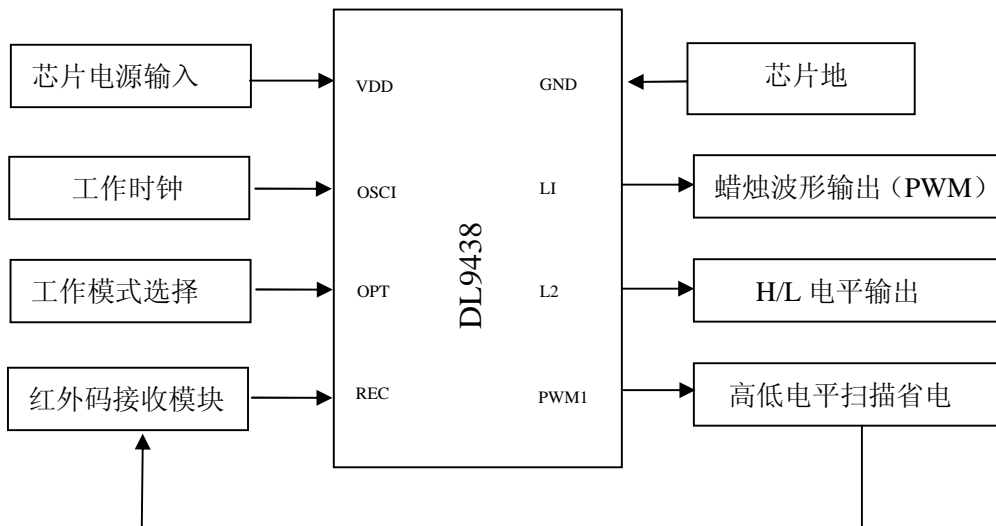 芯片电源输入
VDD
GND
芯片地
工作时钟
OSCI
LI
蜡烛波形输出（PWM）
DL9438
工作模式选择
OPT
L2
H/L 电平输出
红外码接收模块
REC
PWM1
高低电平扫描省电